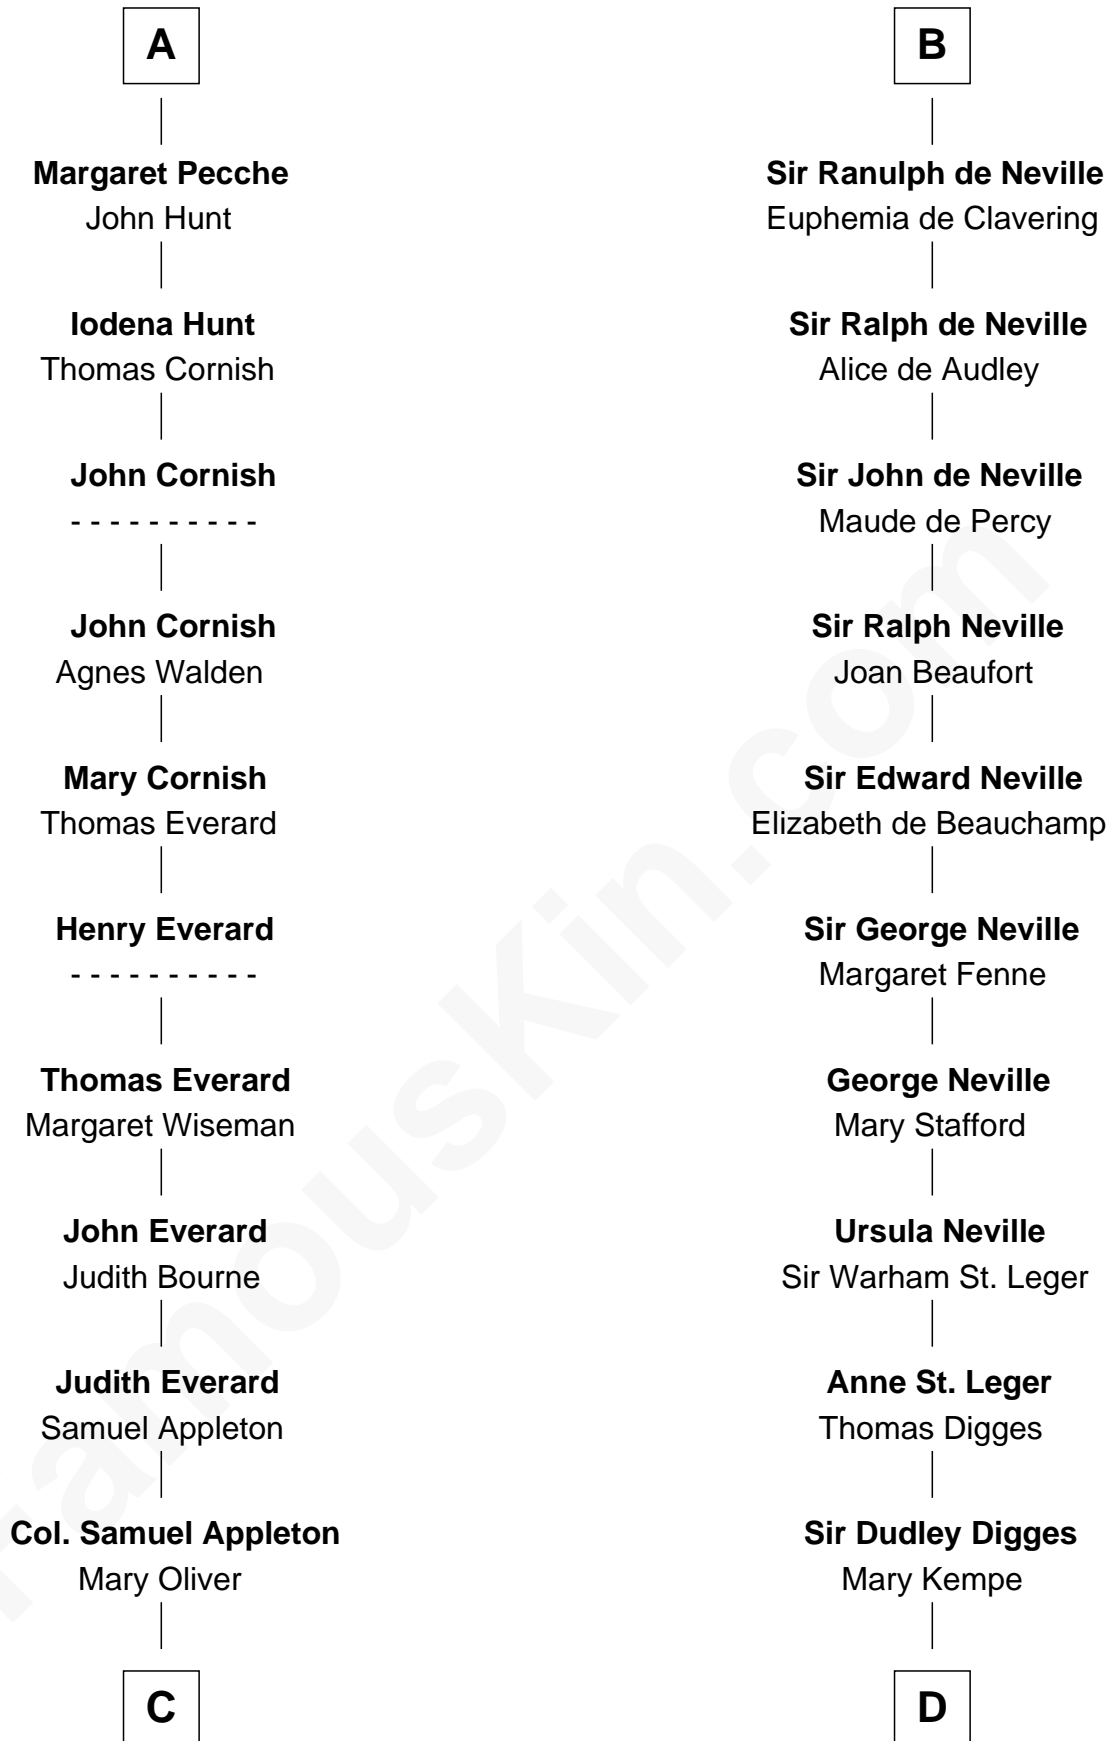 A
Margaret Pecche
John Hunt
Iodena Hunt
Thomas Cornish
John Cornish
- - - - - - - - - -
John Cornish
Agnes Walden
Mary Cornish
Thomas Everard
Henry Everard
- - - - - - - - - -
Thomas Everard
Margaret Wiseman
John Everard
Judith Bourne
Judith Everard
Samuel Appleton
Col. Samuel Appleton
Mary Oliver
C
B
Sir Ranulph de Neville
Euphemia de Clavering
Sir Ralph de Neville
Alice de Audley
Sir John de Neville
Maude de Percy
Sir Ralph Neville
Joan Beaufort
Sir Edward Neville
Elizabeth de Beauchamp
Sir George Neville
Margaret Fenne
George Neville
Mary Stafford
Ursula Neville
Sir Warham St. Leger
Anne St. Leger
Thomas Digges
Sir Dudley Digges
Mary Kempe
D
FamousKin.com